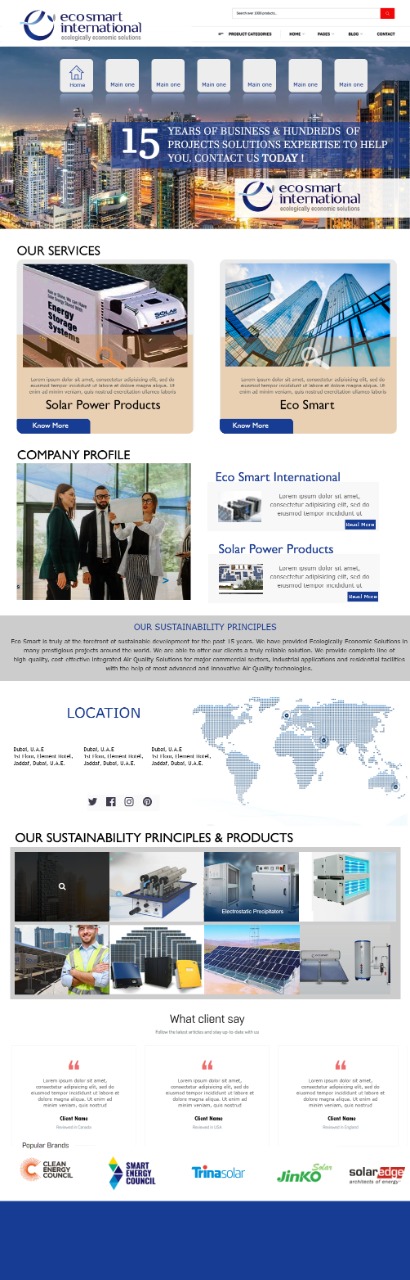 ecosmart
international
ecologically economic solutions
PRODUCT CATEGORIES
HOME
PAGES
BLOG
CONTACT
Home
Main one
Main one
Main one
Main one
Main one
Main one
15
YEARS OF BUSINESS & HUNDREDS OF
PROJECTS SOLUTIONS EXPERTISE TO HELP
YOU. CONTACT US TODAY !
ecosmart
international
ecologically economic solutions
OUR SERVICES
Energy
Storage
Systems
SOLAR
Lorem ipsum dolor sit amet, consectetur adipisicing elit, sed do
eiusmod tempor incididunt ut labore et dolore magna aliqua. Ut
enim ad minim veniam, quis nostrud exercitation ullamco laboris
Solar Power Products
Know More
Lorem ipsum dolor sit amet, consectetur adipisicing elit, sed do
eiusmod tempor incididunt ut labore et dolore magna aliqua. Ut
enim ad minim veniam, quis nostrud exercitation ullamco laboris
Eco Smart
Know More
COMPANY PROFILE
Eco Smart International
Lorem ipsum dolor sit amet,
consectetur adipisicing elit, sed do
eiusmod tempor incididunt ut
Read More
Solar Power Products
Lorem ipsum dolor sit amet,
consectetur adipisicing elit, sed do
eiusmod tempor incididunt ut
Read More
OUR SUSTAINABILITY PRINCIPLES
Eco Smart is truly at the forefront of sustainable development for the past 15 years. We have provided Ecologically Economic Solutions in
many prestigious projects around the world. We are able to offer our clients a truly reliable solution. We provide complete line of
high quality, cost effective integrated Air Quality Solutions for major commercial sectors, industrial applications and residential facilities
with the help of most advanced and innovative Air Quality technologies.
LOCATION
Dubai, U.A.E
1st Floor, Element Hotel,
Jaddaf, Dubai, U.A.E.
Dubai, U.A.E
1st Floor, Element Hotel,
Jaddaf, Dubai, U.A.E.
Dubai, U.A.E
1st Floor, Element Hotel,
Jaddaf, Dubai, U.A.E.
OUR SUSTAINABILITY PRINCIPLES & PRODUCTS
Electrostatic Precipitators
What client say
Follow the latest articles and stay up-to-date with us
Lorem ipsum dolor sit amet,
consectetur adipisicing elit, sed do
eiusmod tempor incididunt ut labore et
dolore magna aliqua. Ut enim ad
minim veniam, quis nostrud
Client Name
Reviewed in Canada
Lorem ipsum dolor sit amet,
consectetur adipisicing elit, sed do
eiusmod tempor incididunt ut labore et
dolore magna aliqua. Ut enim ad
minim veniam, quis nostrud
Client Name
Reviewed in USA
Lorem ipsum dolor sit amet,
consectetur adipisicing elit, sed do
eiusmod tempor incididunt ut labore et
dolore magna aliqua. Ut enim ad
minim veniam, quis nostrud
Client Name
Reviewed in England
Popular Brands
CLEAN
ENERGY
COUNCIL
SMART
ENERGY
COUNCIL
Trinasolar
JinKO Solar
solaredge
architects of energy